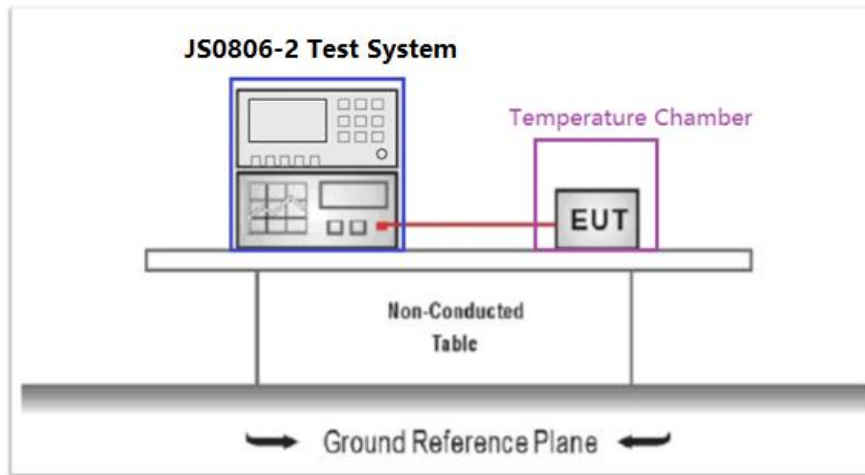 JS0806-2 Test System
Temperature Chamber
EUT
Non-Conducted
Table
Ground Reference Plane